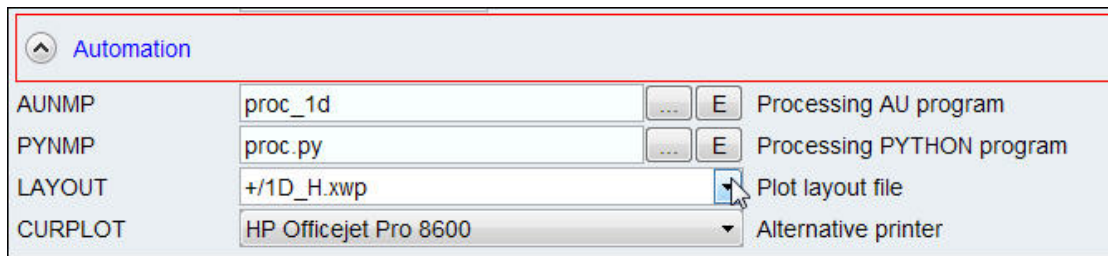 Automation
AUNMP proc_1d ... E Processing AU program
PYNMP proc.py ... E Processing PYTHON program
LAYOUT +/1D_H.xwp Plot layout file
CURPLOT HP Officejet Pro 8600 Alternative printer